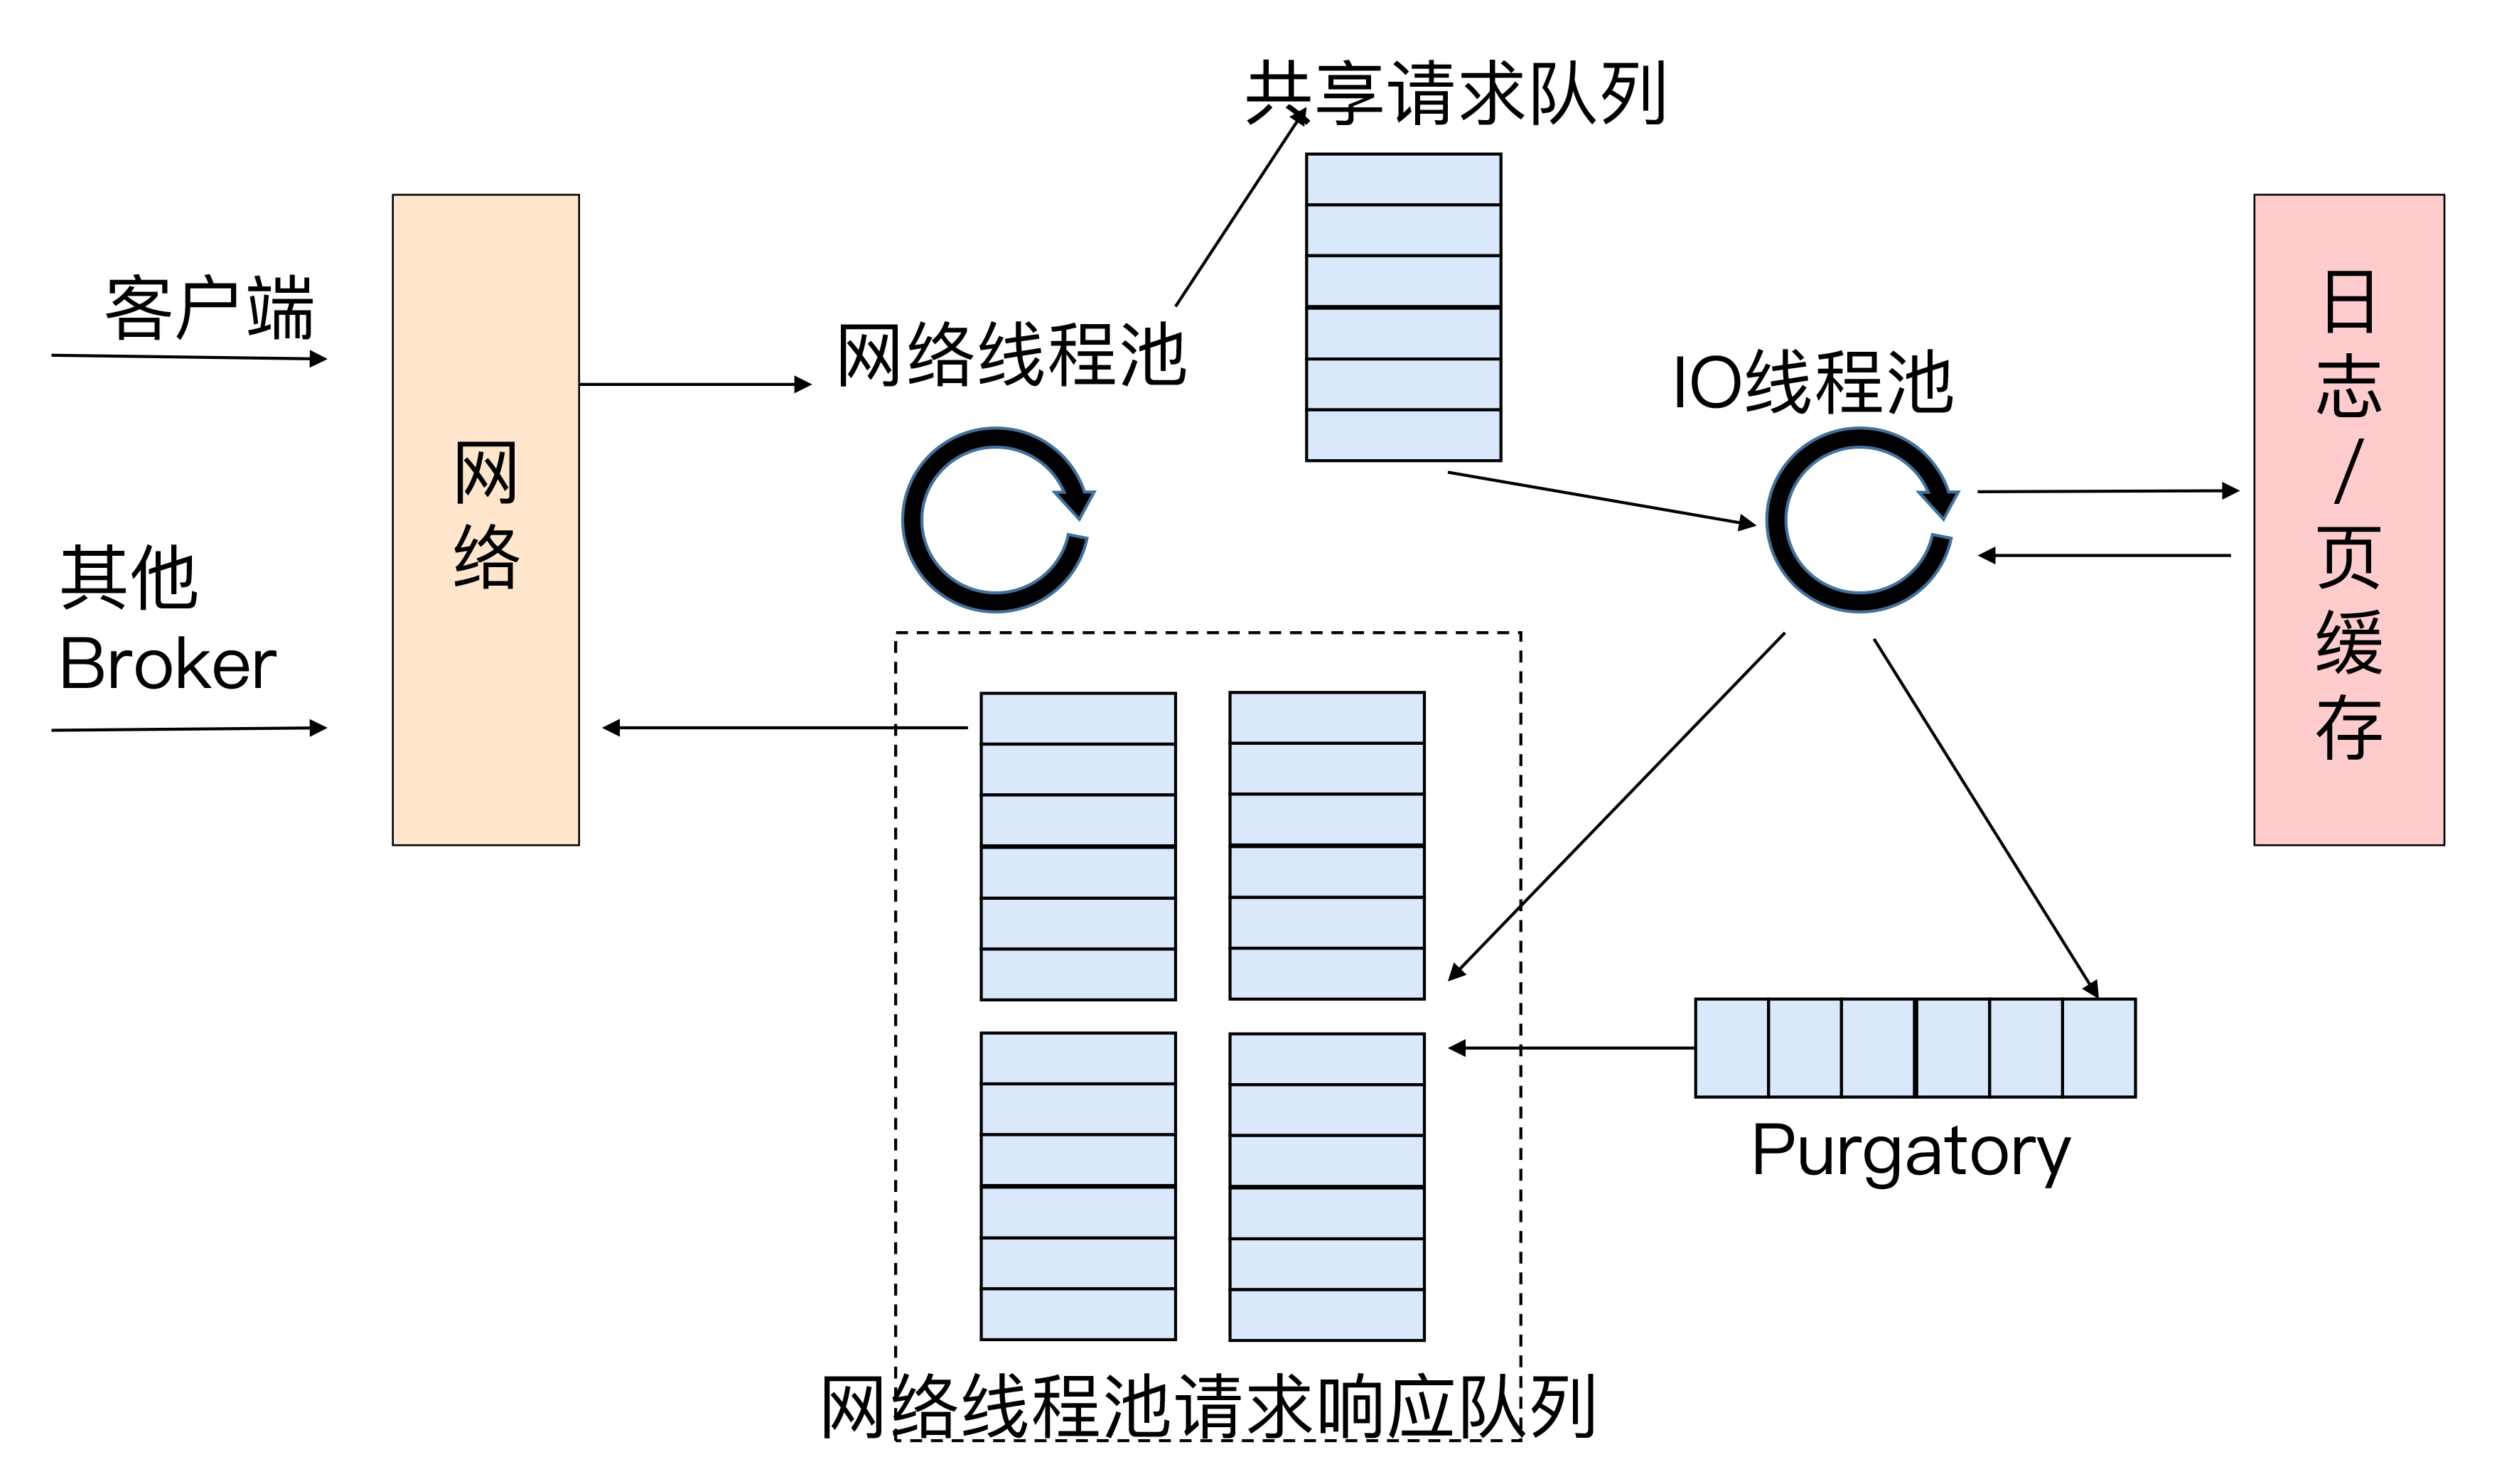 共享请求队列
客户端
网络线程池
IO线程池
网络
日志/页缓存
其他
Broker
Purgatory
网络线程池请求响应队列